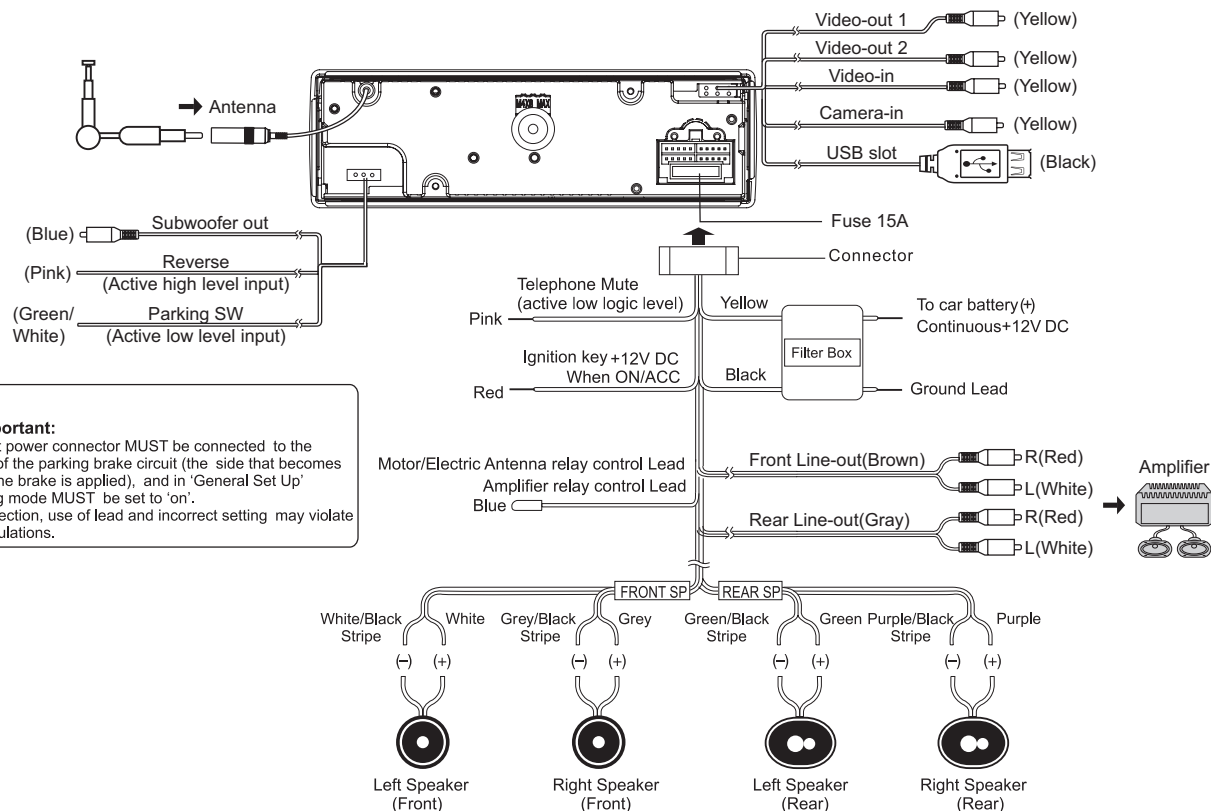 Video-out 1
(Yellow)
Video-out 2
(Yellow)
Video-in
(Yellow)
Camera-in
(Yellow)
USB slot
(Black)
Antenna
M4X8 MAX
Fuse 15A
Connector
Subwoofer out
(Blue)
Reverse
(Pink)
(Active high level input)
Parking SW
(Green/
White)
(Active low level input)
Telephone Mute
(active low logic level)
Pink
Yellow
To car battery(+)
Continuous+12V DC
Filter Box
Ignition key +12V DC
When ON/ACC
Red
Black
Ground Lead
portant:
power connector MUST be connected to the
of the parking brake circuit (the side that becomes
brake is applied), and in ‘General Set Up’
mode MUST be set to ‘on’.
ection, use of lead and incorrect setting may violate
ulations.
Motor/Electric Antenna relay control Lead
Amplifier relay control Lead
Blue
Front Line-out(Brown)
R(Red)
L(White)
Rear Line-out(Gray)
R(Red)
L(White)
Amplifier
FRONT SP
REAR SP
White/Black
Stripe
White
Grey/Black
Stripe
Grey
Green/Black
Stripe
Green
Purple/Black
Stripe
Purple
(−) (+)
(−) (+)
(−) (+)
(−) (+)
Left Speaker
(Front)
Right Speaker
(Front)
Left Speaker
(Rear)
Right Speaker
(Rear)